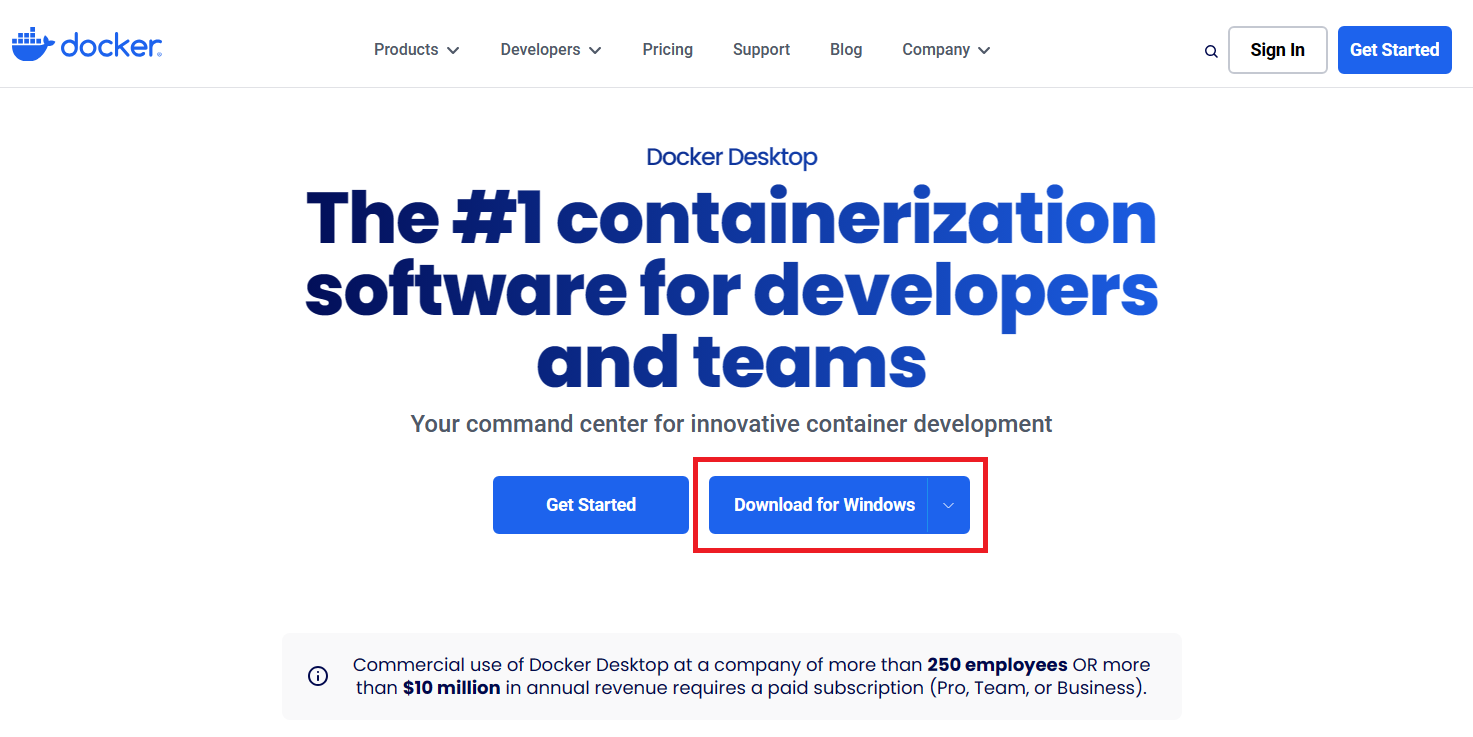 docker
Products
Developers
Pricing
Support
Blog
Company
Sign In
Get Started
Docker Desktop
The #1 containerization
software for developers
and teams
Your command center for innovative container development
Get Started
Download for Windows
Commercial use of Docker Desktop at a company of more than 250 employees OR more
than $10 million in annual revenue requires a paid subscription (Pro, Team, or Business).